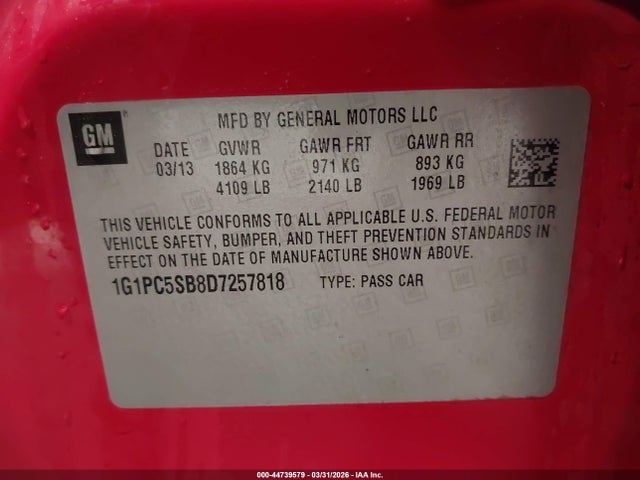 GM
MFD BY GENERAL MOTORS LLC
DATE GVWR GAWR FRT GAWR RR
03/13 1864 KG 971 KG 893 KG
4109 LB 2140 LB 1969 LB
THIS VEHICLE CONFORMS TO ALL APPLICABLE U.S. FEDERAL MOTOR
VEHICLE SAFETY, BUMPER, AND THEFT PREVENTION STANDARDS IN
EFFECT ON THE DATE OF MANUFACTURE SHOWN ABOVE.
1G1PC5SB8D7257818 TYPE: PASS CAR
000-44739579 - 03/31/2026 - IAA Inc.